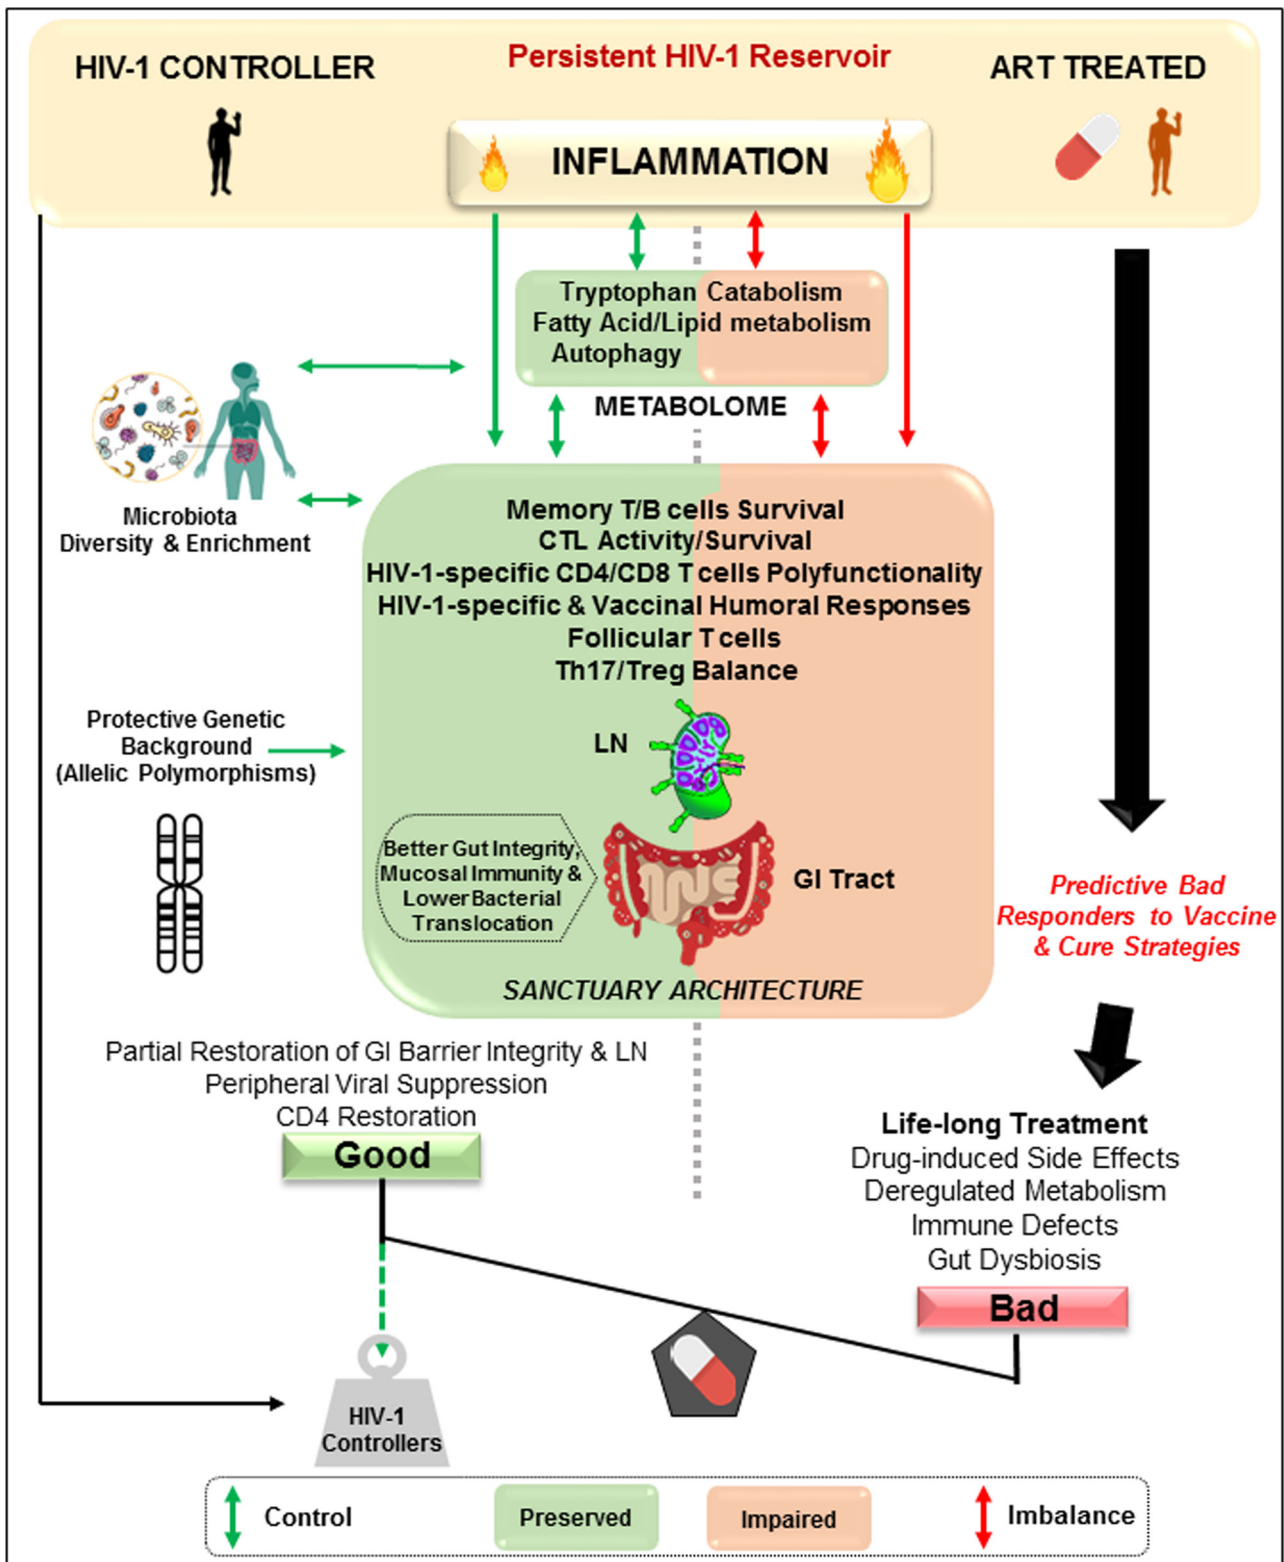 HIV-1 CONTROLLER
Persistent HIV-1 Reservoir
ART TREATED
INFLAMMATION
Tryptophan Catabolism
Fatty Acid/Lipid metabolism
Autophagy
METABOLOME
Microbiota
Diversity & Enrichment
Memory T/B cells Survival
CTL Activity/Survival
HIV-1-specific CD4/CD8 T cells Polyfunctionality
HIV-1-specific & Vaccinal Humoral Responses
Follicular T cells
Th17/Treg Balance
Protective Genetic
Background
(Allelic Polymorphisms)
LN
Better Gut Integrity,
Mucosal Immunity &
Lower Bacterial
Translocation
GI Tract
SANCTUARY ARCHITECTURE
Predictive Bad
Responders to Vaccine
& Cure Strategies
Partial Restoration of GI Barrier Integrity & LN
Peripheral Viral Suppression
CD4 Restoration
Good
Life-long Treatment
Drug-induced Side Effects
Deregulated Metabolism
Immune Defects
Gut Dysbiosis
Bad
HIV-1
Controllers
Control
Preserved
Impaired
Imbalance